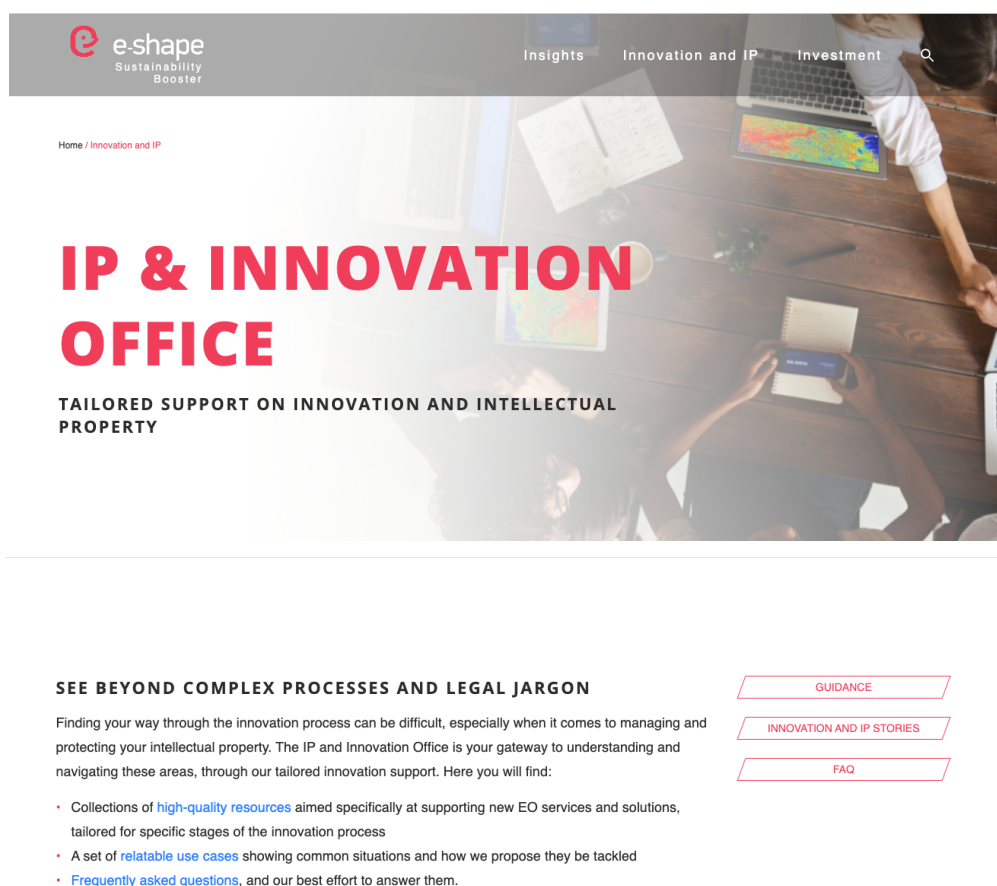 e-shape
Sustainability
Booster
Insights
Innovation and IP
Investment
Home / Innovation and IP
IP & INNOVATION
OFFICE
TAILORED SUPPORT ON INNOVATION AND INTELLECTUAL
PROPERTY
SEE BEYOND COMPLEX PROCESSES AND LEGAL JARGON
Finding your way through the innovation process can be difficult, especially when it comes to managing and
protecting your intellectual property. The IP and Innovation Office is your gateway to understanding and
navigating these areas, through our tailored innovation support. Here you will find:
• Collections of high-quality resources aimed specifically at supporting new EO services and solutions,
tailored for specific stages of the innovation process
• A set of relatable use cases showing common situations and how we propose they be tackled
• Frequently asked questions, and our best effort to answer them.
GUIDANCE
INNOVATION AND IP STORIES
FAQ